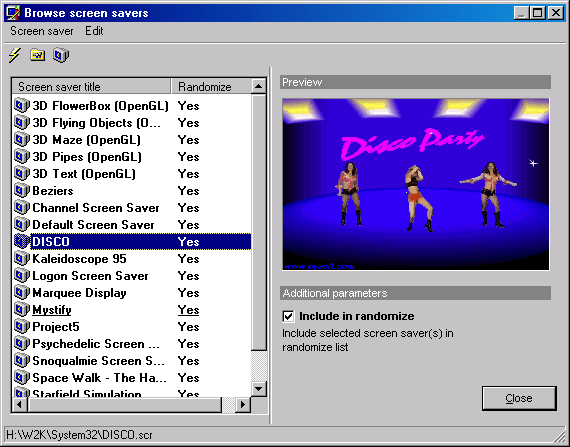 Browse screen savers
Screen saver Edit
Screen saver title Randomize
3D FlowerBox (OpenGL) Yes
3D Flying Objects (O... Yes
3D Maze (OpenGL) Yes
3D Pipes (OpenGL) Yes
3D Text (OpenGL) Yes
Beziers Yes
Channel Screen Saver Yes
Default Screen Saver Yes
DISCO Yes
Kaleidoscope 95 Yes
Logon Screen Saver Yes
Marquee Display Yes
Mystify Yes
Project5 Yes
Psychedelic Screen ... Yes
Snoqualmie Screen S... Yes
Space Walk - The Ha... Yes
Starfield Simulation Yes
Preview
Disco Party
Additional parameters
Include in randomize
Include selected screen saver(s) in
randomize list
Close
H:\W2K\System32\DISCO.scr